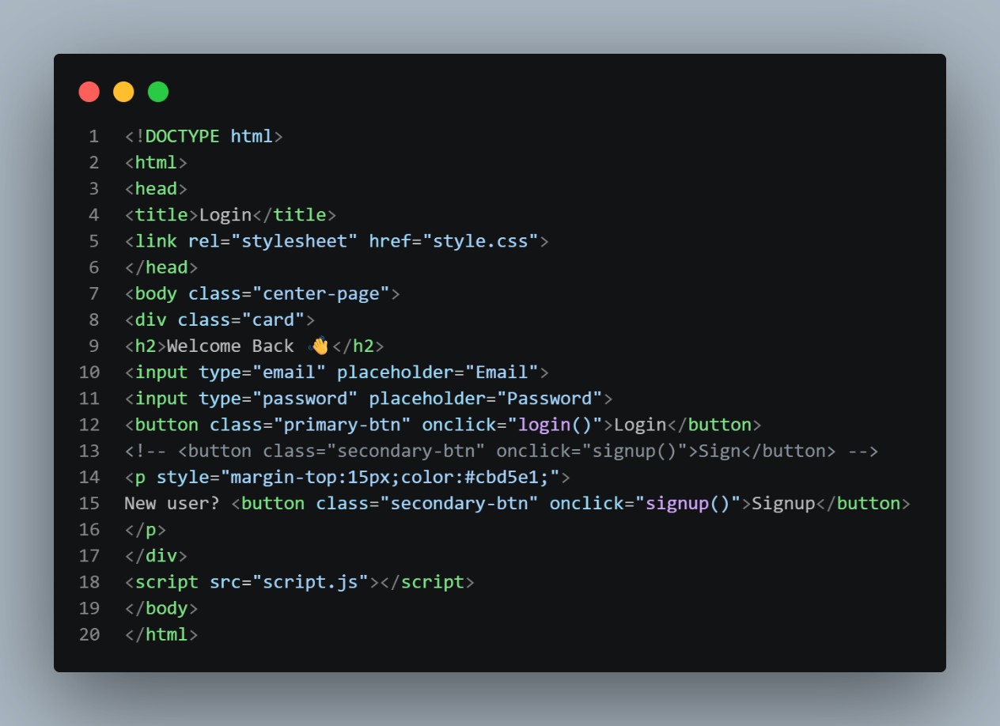 1 <!DOCTYPE html>
2 <html>
3 <head>
4 <title>Login</title>
5 <link rel="stylesheet" href="style.css">
6 </head>
7 <body class="center-page">
8 <div class="card">
9 <h2>Welcome Back 👋</h2>
10 <input type="email" placeholder="Email">
11 <input type="password" placeholder="Password">
12 <button class="primary-btn" onclick="login()">Login</button>
13 <!-- <button class="secondary-btn" onclick="signup()">Sign</button> -->
14 <p style="margin-top:15px;color:#cbd5e1;">
15 New user? <button class="secondary-btn" onclick="signup()">Signup</button>
16 </p>
17 </div>
18 <script src="script.js"></script>
19 </body>
20 </html>